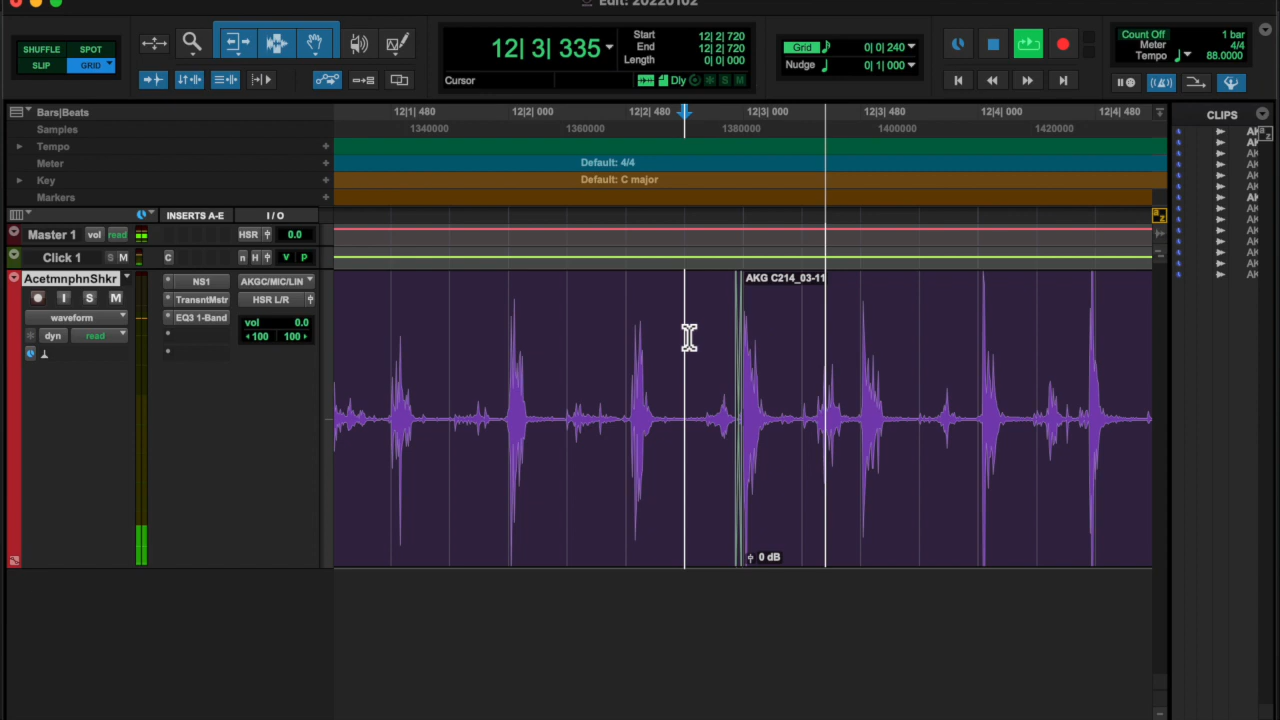 Edit: 20220102
SHUFFLE SPOT
SLIP GRID
12| 3| 335
Start 12| 2| 720
End 12| 2| 720
Length 0| 0| 000
Cursor
Dly S M
Grid 0| 0| 240
Nudge 0| 1| 000
Count Off 1 bar
Meter 4/4
Tempo 88.0000
Bars|Beats
12|1| 480 12|2| 000 12|2| 480 12|3| 000 12|3| 480 12|4| 000 12|4| 480
Samples
1340000 1360000 1380000 1400000 1420000
Tempo
Meter
Default: 4/4
Key
Default: C major
Markers
INSERTS A-E I / O
Master 1 vol read HSR 0.0
Click 1 S M C n H v p
AcetmnphnShkr
I S M
waveform
dyn read
NS1
TransntMstr
EQ3 1-Band
AKGC/MIC/LIN
HSR L/R
vol 0.0
100 100
AKG C214_03-11
0 dB
CLIPS
a z